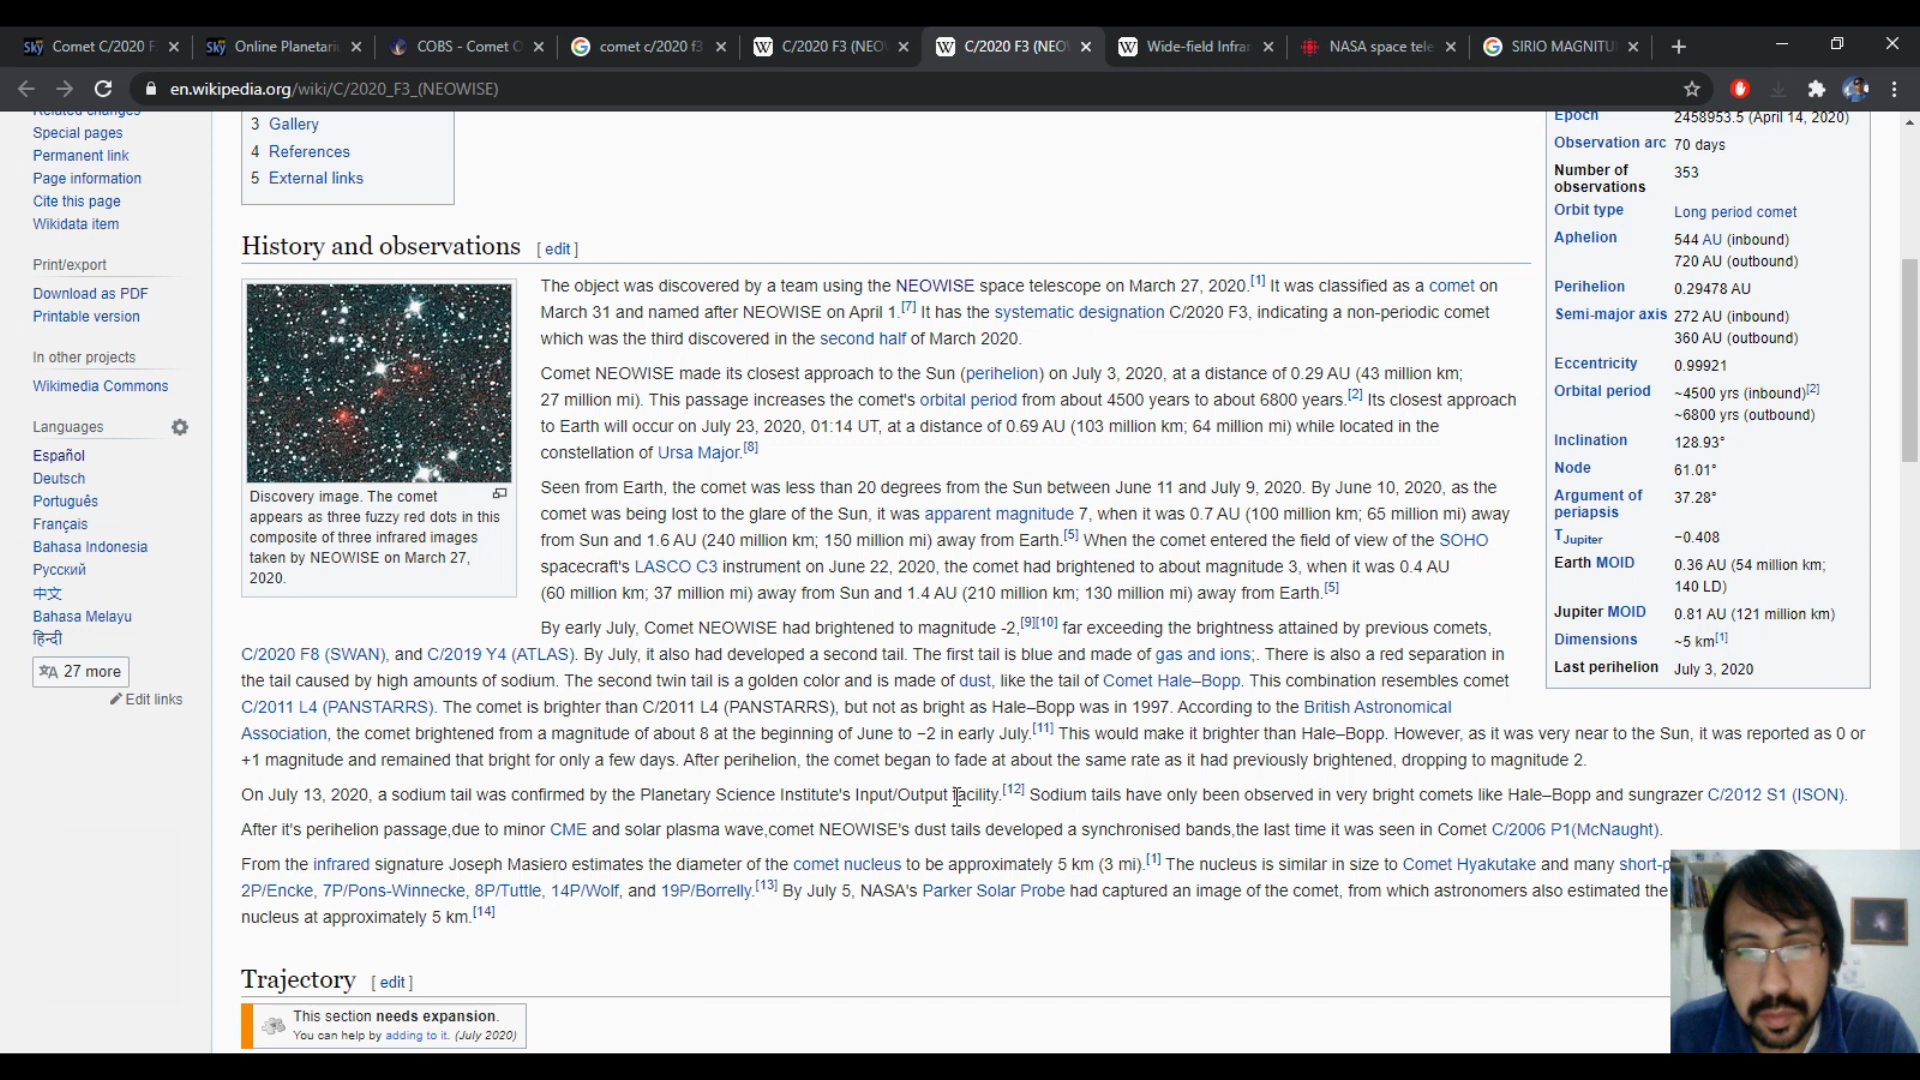 Comet C/2020 F
Online Planetari
COBS - Comet O
comet c/2020 f3
C/2020 F3 (NEO
C/2020 F3 (NEO
Wide-field Infrar
NASA space tele
SIRIO MAGNITU
en.wikipedia.org/wiki/C/2020_F3_(NEOWISE)
Related changes
Special pages
Permanent link
Page information
Cite this page
Wikidata item
Print/export
Download as PDF
Printable version
In other projects
Wikimedia Commons
Languages
Español
Deutsch
Português
Français
Bahasa Indonesia
Русский
中文
Bahasa Melayu
हिन्दी
27 more
Edit links
3 Gallery
4 References
5 External links
History and observations [ edit ]
Discovery image. The comet
appears as three fuzzy red dots in this
composite of three infrared images
taken by NEOWISE on March 27,
2020.
The object was discovered by a team using the NEOWISE space telescope on March 27, 2020.[1] It was classified as a comet on
March 31 and named after NEOWISE on April 1.[7] It has the systematic designation C/2020 F3, indicating a non-periodic comet
which was the third discovered in the second half of March 2020.
Comet NEOWISE made its closest approach to the Sun (perihelion) on July 3, 2020, at a distance of 0.29 AU (43 million km;
27 million mi). This passage increases the comet's orbital period from about 4500 years to about 6800 years.[2] Its closest approach
to Earth will occur on July 23, 2020, 01:14 UT, at a distance of 0.69 AU (103 million km; 64 million mi) while located in the
constellation of Ursa Major.[8]
Seen from Earth, the comet was less than 20 degrees from the Sun between June 11 and July 9, 2020. By June 10, 2020, as the
comet was being lost to the glare of the Sun, it was apparent magnitude 7, when it was 0.7 AU (100 million km; 65 million mi) away
from Sun and 1.6 AU (240 million km; 150 million mi) away from Earth.[5] When the comet entered the field of view of the SOHO
spacecraft's LASCO C3 instrument on June 22, 2020, the comet had brightened to about magnitude 3, when it was 0.4 AU
(60 million km; 37 million mi) away from Sun and 1.4 AU (210 million km; 130 million mi) away from Earth.[5]
By early July, Comet NEOWISE had brightened to magnitude -2,[9][10] far exceeding the brightness attained by previous comets,
C/2020 F8 (SWAN), and C/2019 Y4 (ATLAS). By July, it also had developed a second tail. The first tail is blue and made of gas and ions;. There is also a red separation in
the tail caused by high amounts of sodium. The second twin tail is a golden color and is made of dust, like the tail of Comet Hale–Bopp. This combination resembles comet
C/2011 L4 (PANSTARRS). The comet is brighter than C/2011 L4 (PANSTARRS), but not as bright as Hale–Bopp was in 1997. According to the British Astronomical
Association, the comet brightened from a magnitude of about 8 at the beginning of June to −2 in early July.[11] This would make it brighter than Hale–Bopp. However, as it was very near to the Sun, it was reported as 0 or
+1 magnitude and remained that bright for only a few days. After perihelion, the comet began to fade at about the same rate as it had previously brightened, dropping to magnitude 2.
On July 13, 2020, a sodium tail was confirmed by the Planetary Science Institute's Input/Output facility.[12] Sodium tails have only been observed in very bright comets like Hale–Bopp and sungrazer C/2012 S1 (ISON).
After it's perihelion passage,due to minor CME and solar plasma wave,comet NEOWISE's dust tails developed a synchronised bands,the last time it was seen in Comet C/2006 P1(McNaught).
From the infrared signature Joseph Masiero estimates the diameter of the comet nucleus to be approximately 5 km (3 mi).[1] The nucleus is similar in size to Comet Hyakutake and many short-p
2P/Encke, 7P/Pons-Winnecke, 8P/Tuttle, 14P/Wolf, and 19P/Borrelly.[13] By July 5, NASA's Parker Solar Probe had captured an image of the comet, from which astronomers also estimated the
nucleus at approximately 5 km.[14]
Trajectory [ edit ]
This section needs expansion.
You can help by adding to it. (July 2020)
Epoch 2458953.5 (April 14, 2020)
Observation arc 70 days
Number of observations 353
Orbit type Long period comet
Aphelion 544 AU (inbound)
720 AU (outbound)
Perihelion 0.29478 AU
Semi-major axis 272 AU (inbound)
360 AU (outbound)
Eccentricity 0.99921
Orbital period ~4500 yrs (inbound)[2]
~6800 yrs (outbound)
Inclination 128.93°
Node 61.01°
Argument of periapsis 37.28°
TJupiter −0.408
Earth MOID 0.36 AU (54 million km;
140 LD)
Jupiter MOID 0.81 AU (121 million km)
Dimensions ~5 km[1]
Last perihelion July 3, 2020